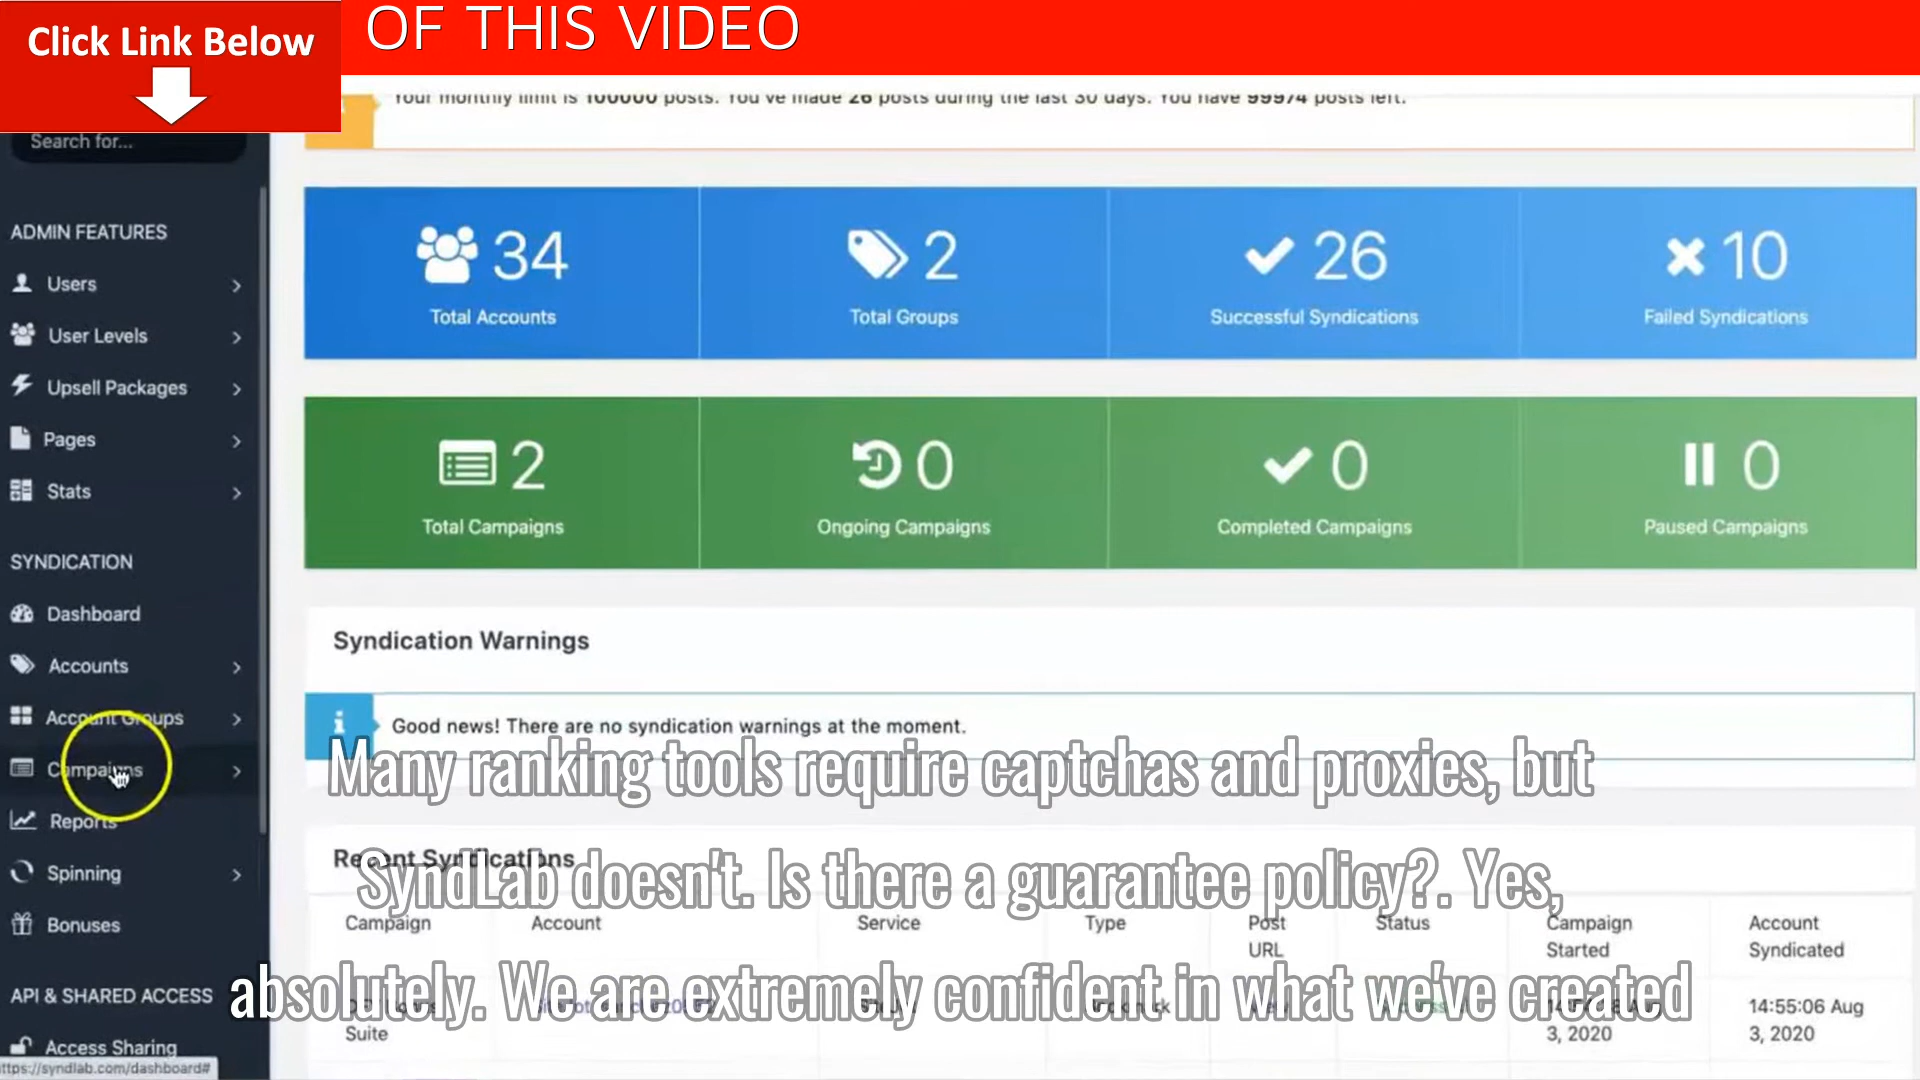 OF THIS VIDEO
Click Link Below
Your monthly limit is 100000 posts. You've made 26 posts during the last 30 days. You have 99974 posts left.
Search for...
ADMIN FEATURES
Users
User Levels
Upsell Packages
Pages
Stats
SYNDICATION
Dashboard
Accounts
Account Groups
Campaigns
Reports
Spinning
Bonuses
API & SHARED ACCESS
Access Sharing
https://syndlab.com/dashboard#
34
Total Accounts
2
Total Groups
26
Successful Syndications
10
Failed Syndications
2
Total Campaigns
0
Ongoing Campaigns
0
Completed Campaigns
0
Paused Campaigns
Syndication Warnings
Good news! There are no syndication warnings at the moment.
Recent Syndications
Campaign Account Service Type Post URL Status Campaign Started Account Syndicated
Suite
3, 2020
14:55:06 Aug
3, 2020
Many ranking tools require captchas and proxies, but
SyndLab doesn't. Is there a guarantee policy?. Yes,
absolutely. We are extremely confident in what we've created